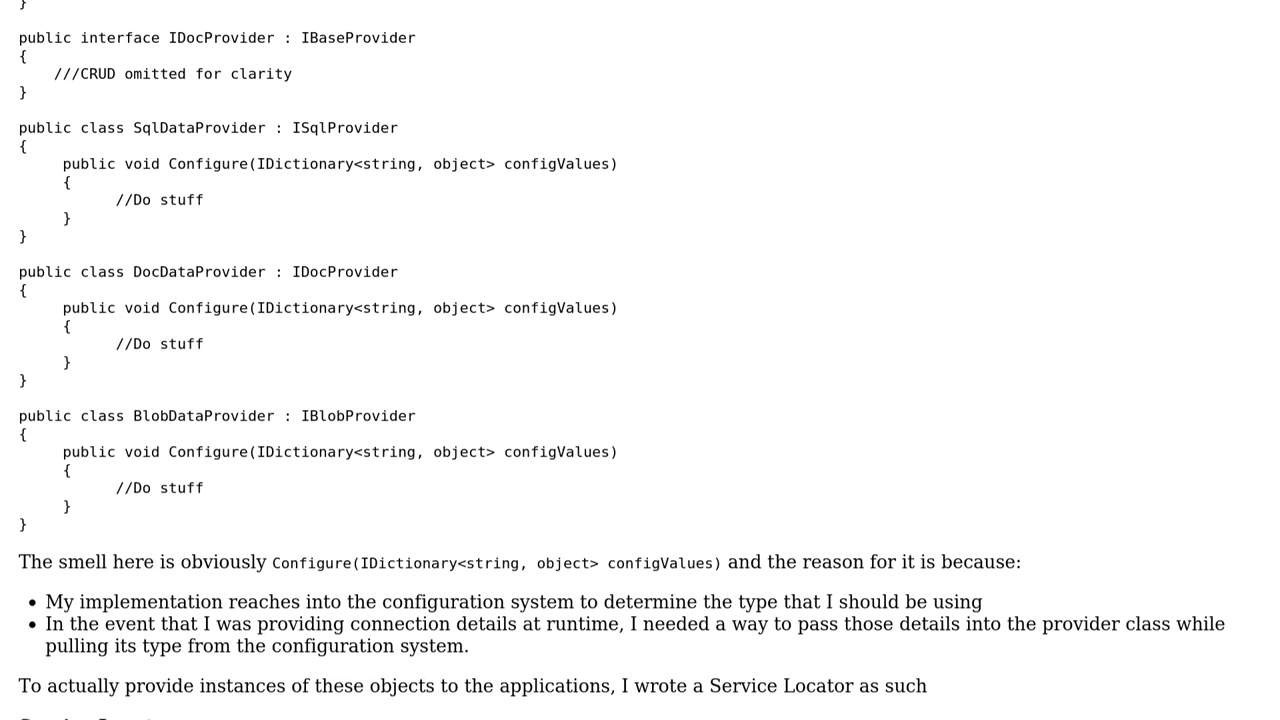 }
public interface IDocProvider : IBaseProvider
{
    ///CRUD omitted for clarity
}
public class SqlDataProvider : ISqlProvider
{
     public void Configure(IDictionary<string, object> configValues)
     {
           //Do stuff
     }
}
public class DocDataProvider : IDocProvider
{
     public void Configure(IDictionary<string, object> configValues)
     {
           //Do stuff
     }
}
public class BlobDataProvider : IBlobProvider
{
     public void Configure(IDictionary<string, object> configValues)
     {
           //Do stuff
     }
}
The smell here is obviously Configure(IDictionary<string, object> configValues) and the reason for it is because:
• My implementation reaches into the configuration system to determine the type that I should be using
• In the event that I was providing connection details at runtime, I needed a way to pass those details into the provider class while
pulling its type from the configuration system.
To actually provide instances of these objects to the applications, I wrote a Service Locator as such